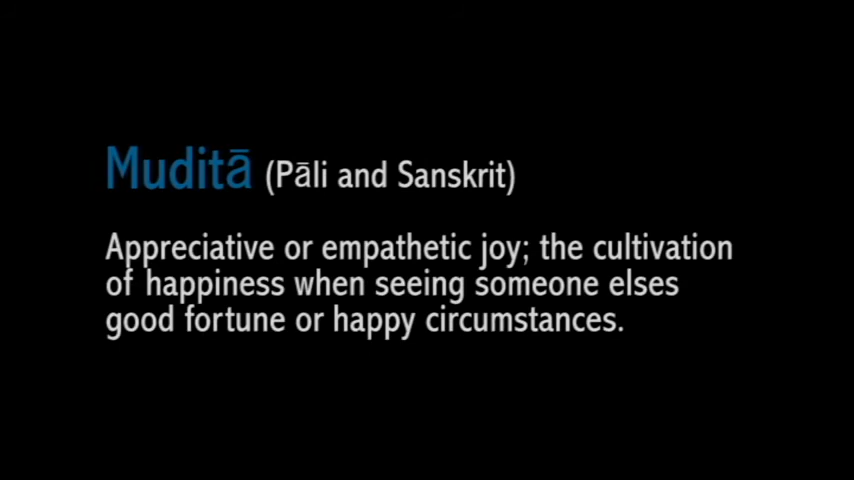 Muditā (Pāli and Sanskrit)
Appreciative or empathetic joy; the cultivation
of happiness when seeing someone elses
good fortune or happy circumstances.